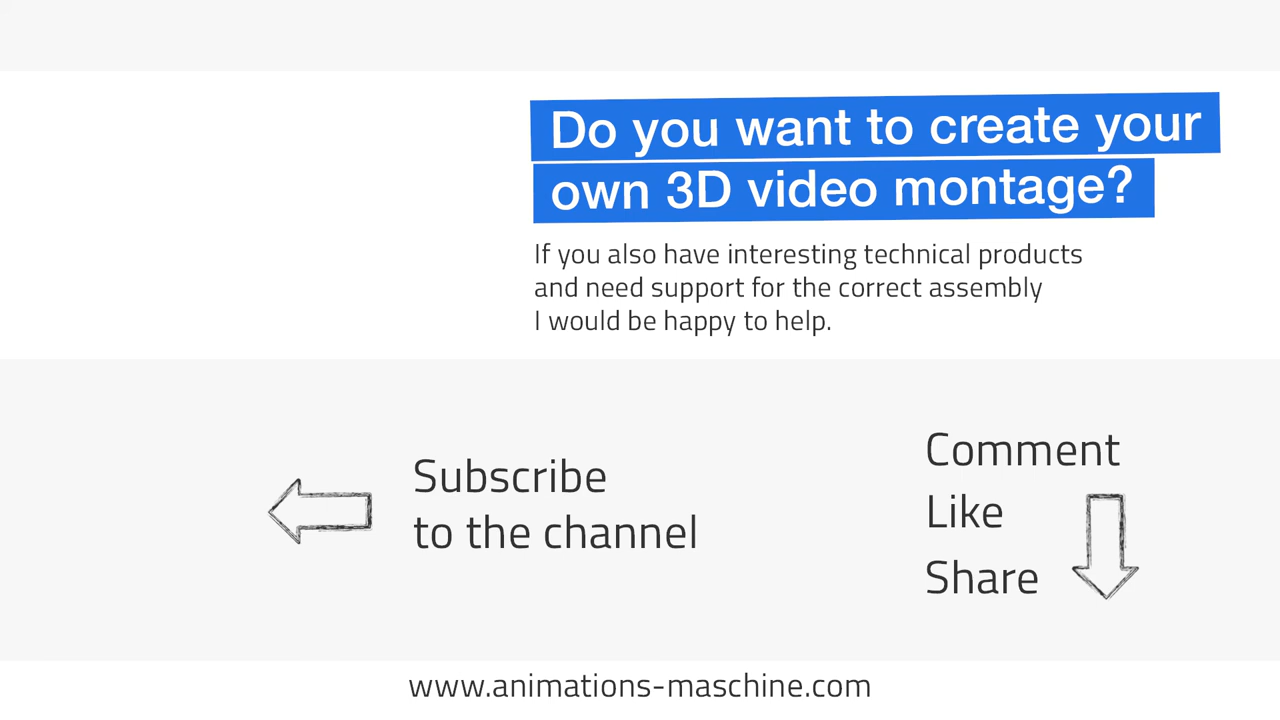 Do you want to create your
own 3D video montage?
If you also have interesting technical products
and need support for the correct assembly
I would be happy to help.
Subscribe
to the channel
Comment
Like
Share
www.animations-maschine.com